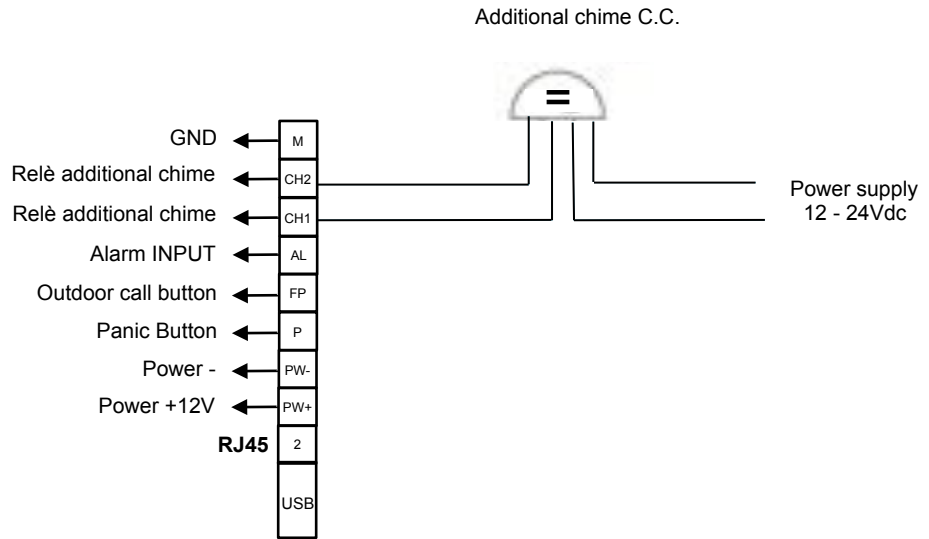 Additional chime C.C.
=
GND M
Relè additional chime CH2
Power supply
12 - 24Vdc
Relè additional chime CH1
Alarm INPUT AL
Outdoor call button FP
Panic Button P
Power - PW-
Power +12V PW+
RJ45 2
USB